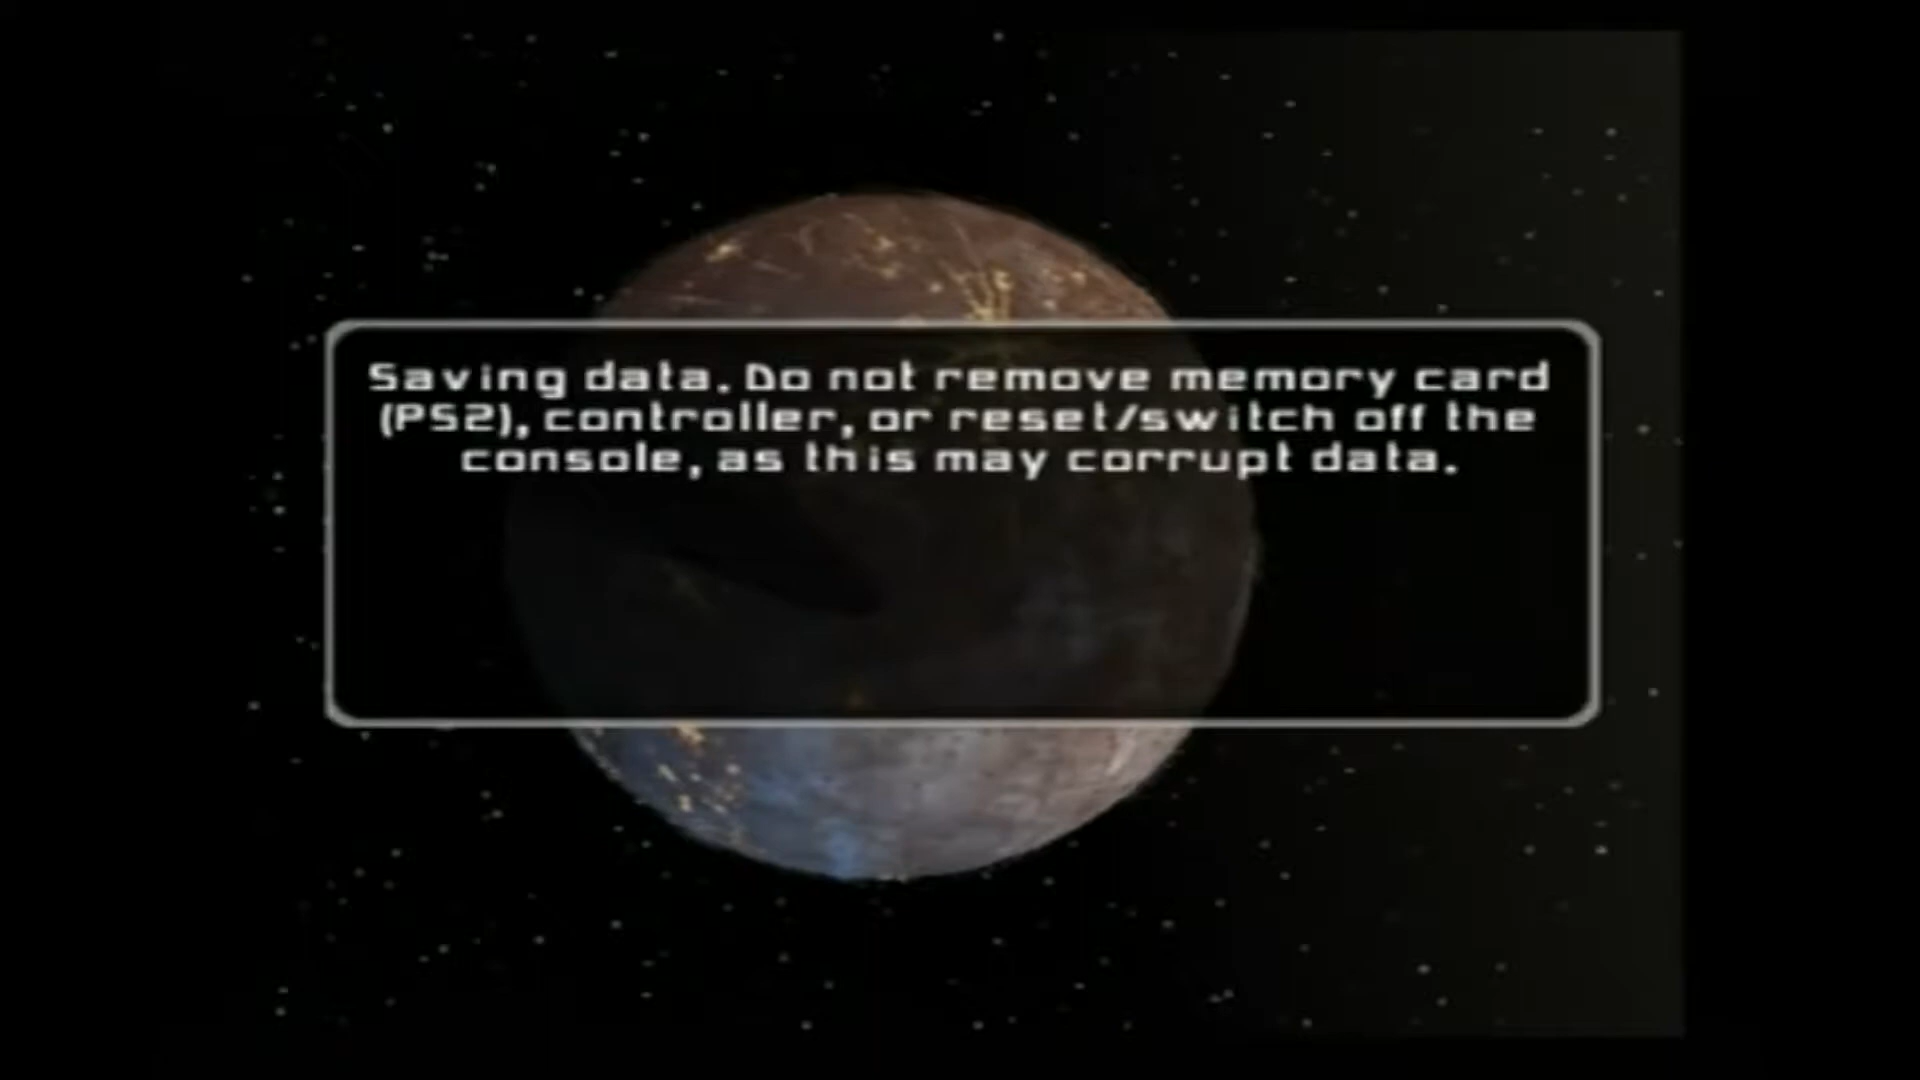 Saving data. Do not remove memory card
(PS2), controller, or reset/switch off the
console, as this may corrupt data.